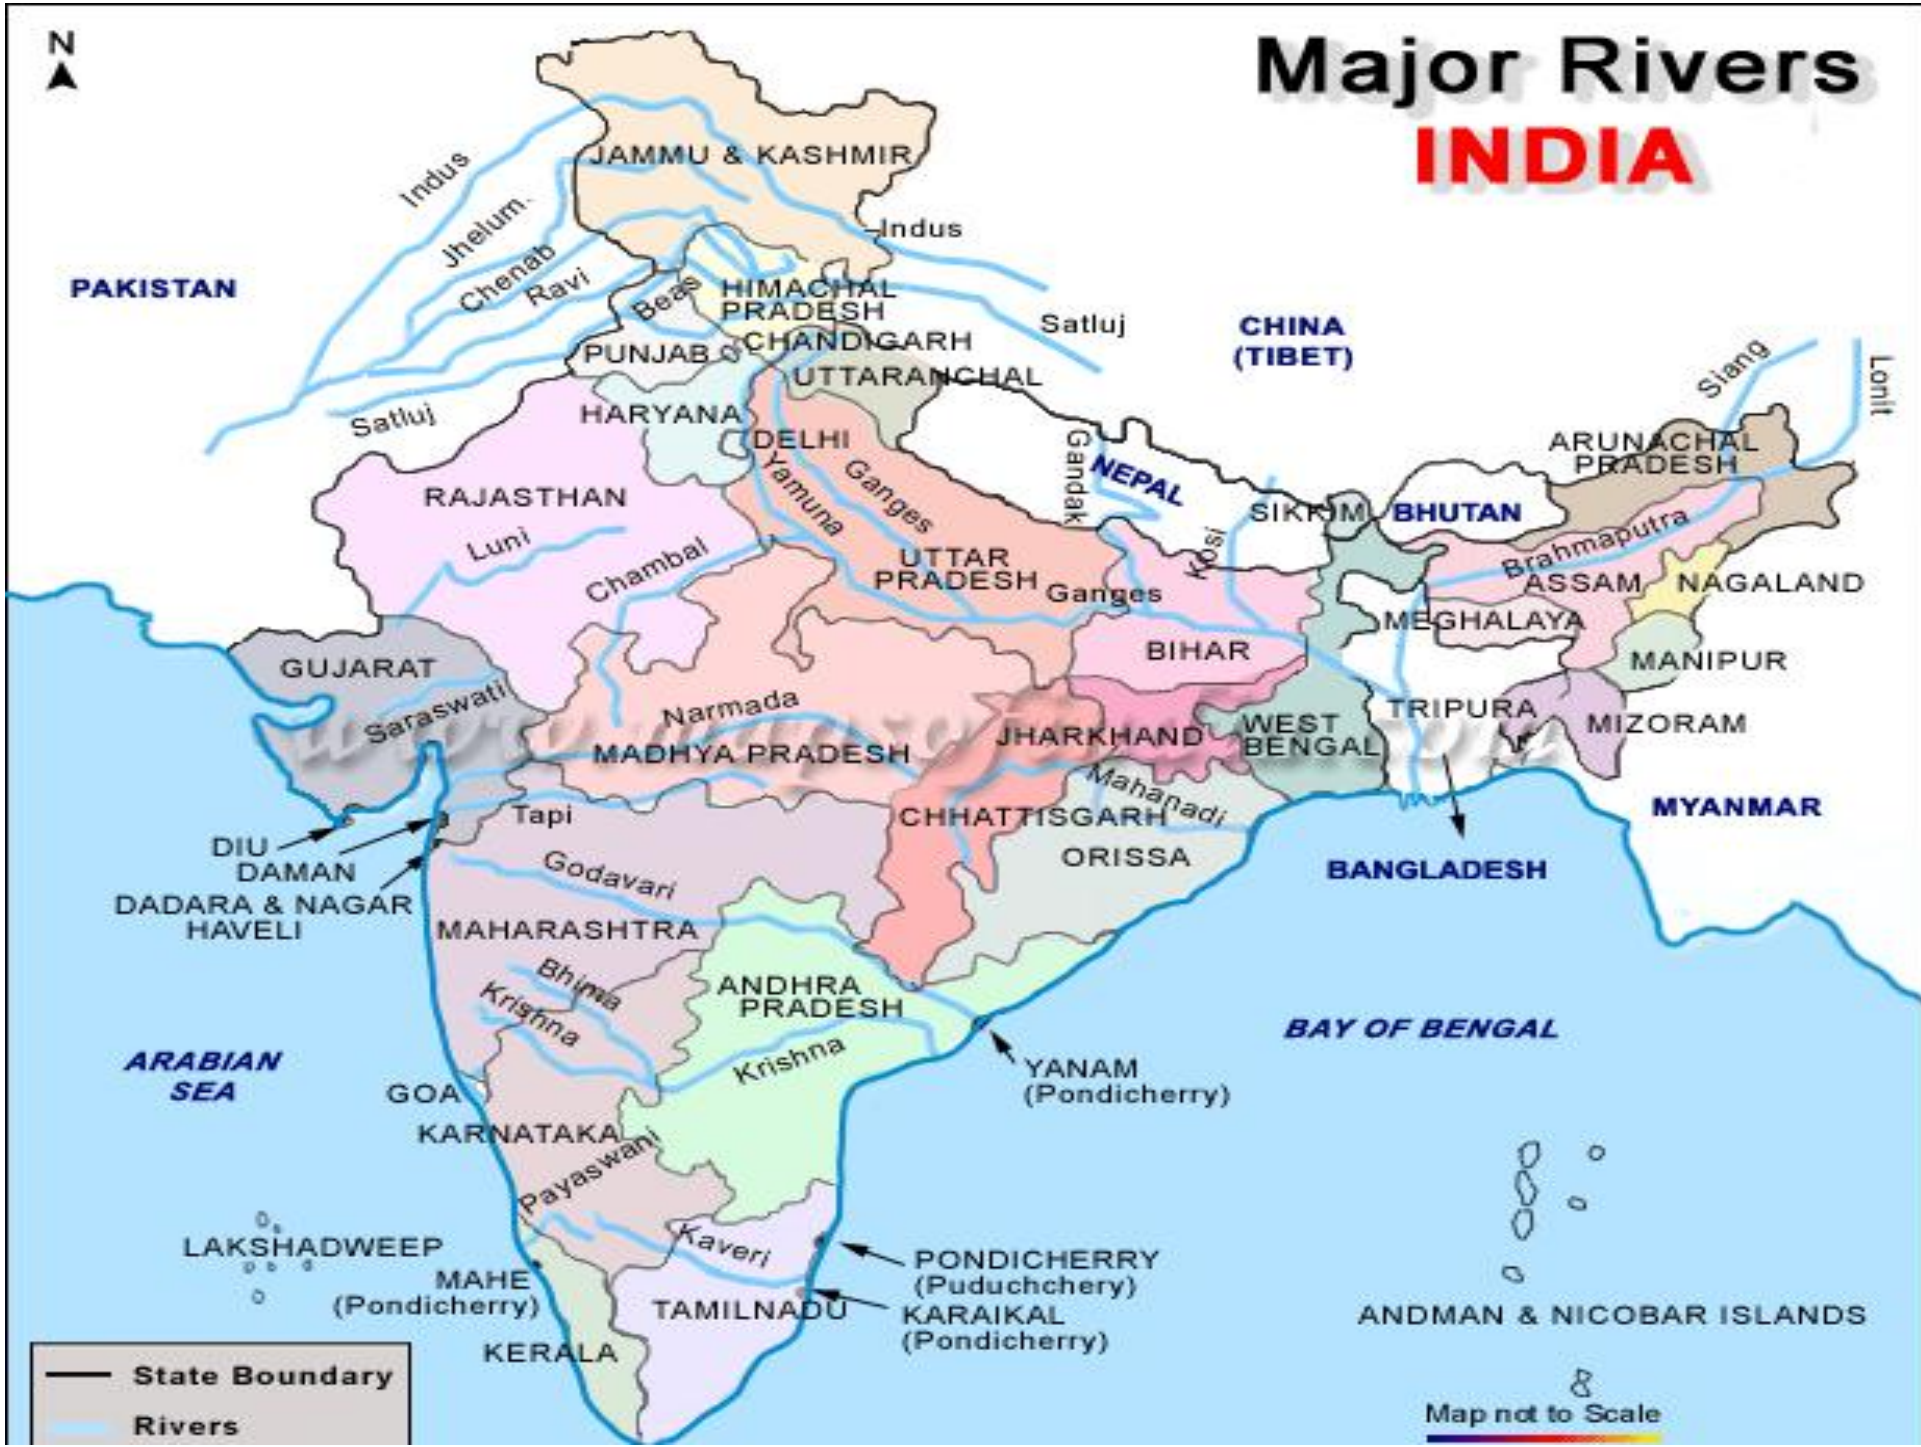 N
Major Rivers
INDIA
JAMMU & KASHMIR
Indus
Jhelum.
Indus
Chenab
Ravi
PAKISTAN
Beas
HIMACHAL
PRADESH
Satluj
CHINA
(TIBET)
CHANDIGARH
PUNJAB
UTTARANCHAL
Siang
Lonit
Satluj
HARYANA
DELHI
ARUNACHAL
PRADESH
Gandak
NEPAL
RAJASTHAN
Yamuna
Ganges
SIKKIM
BHUTAN
Luni
Chambal
Kosi
Brahmaputra
UTTAR
PRADESH
Ganges
ASSAM
NAGALAND
MEGHALAYA
GUJARAT
BIHAR
MANIPUR
Saraswati
Narmada
TRIPURA
MIZORAM
MADHYA PRADESH
JHARKHAND
WEST
BENGAL
Mahanadi
MYANMAR
Tapi
CHHATTISGARH
DIU
DAMAN
DADARA & NAGAR
HAVELI
Godavari
ORISSA
BANGLADESH
MAHARASHTRA
Bhima
Krishna
ANDHRA
PRADESH
BAY OF BENGAL
ARABIAN
SEA
Krishna
YANAM
(Pondicherry)
GOA
KARNATAKA
Payaswani
LAKSHADWEEP
Kaveri
PONDICHERRY
(Puduchchery)
MAHE
(Pondicherry)
TAMILNADU
KARAIKAL
(Pondicherry)
ANDMAN & NICOBAR ISLANDS
KERALA
State Boundary
Rivers
Map not to Scale